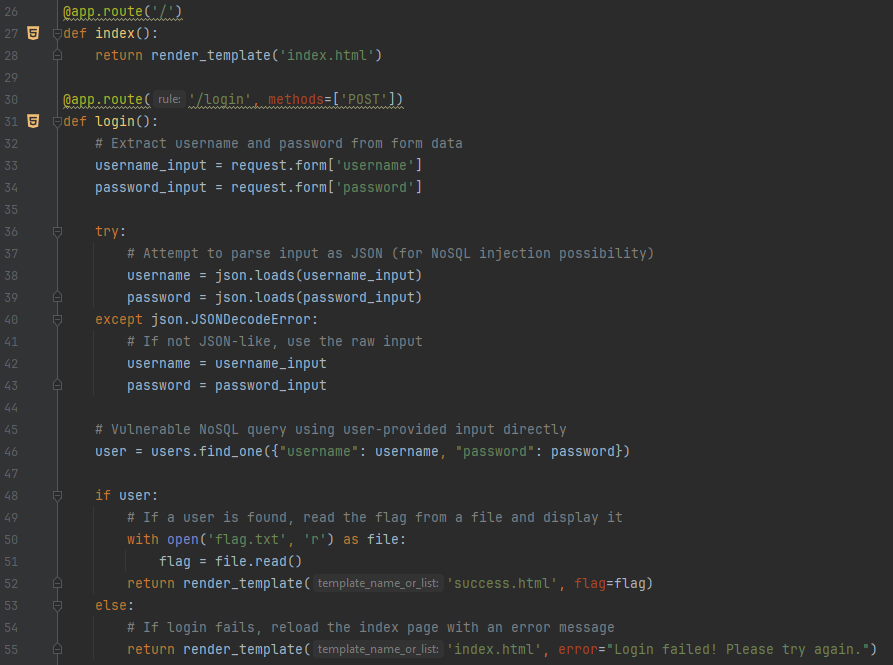 26 @app.route('/')
27 def index():
28     return render_template('index.html')
29
30 @app.route( rule: '/login', methods=['POST'])
31 def login():
32     # Extract username and password from form data
33     username_input = request.form['username']
34     password_input = request.form['password']
35
36     try:
37         # Attempt to parse input as JSON (for NoSQL injection possibility)
38         username = json.loads(username_input)
39         password = json.loads(password_input)
40     except json.JSONDecodeError:
41         # If not JSON-like, use the raw input
42         username = username_input
43         password = password_input
44
45     # Vulnerable NoSQL query using user-provided input directly
46     user = users.find_one({"username": username, "password": password})
47
48     if user:
49         # If a user is found, read the flag from a file and display it
50         with open('flag.txt', 'r') as file:
51             flag = file.read()
52         return render_template( template_name_or_list: 'success.html', flag=flag)
53     else:
54         # If login fails, reload the index page with an error message
55         return render_template( template_name_or_list: 'index.html', error="Login failed! Please try again.")